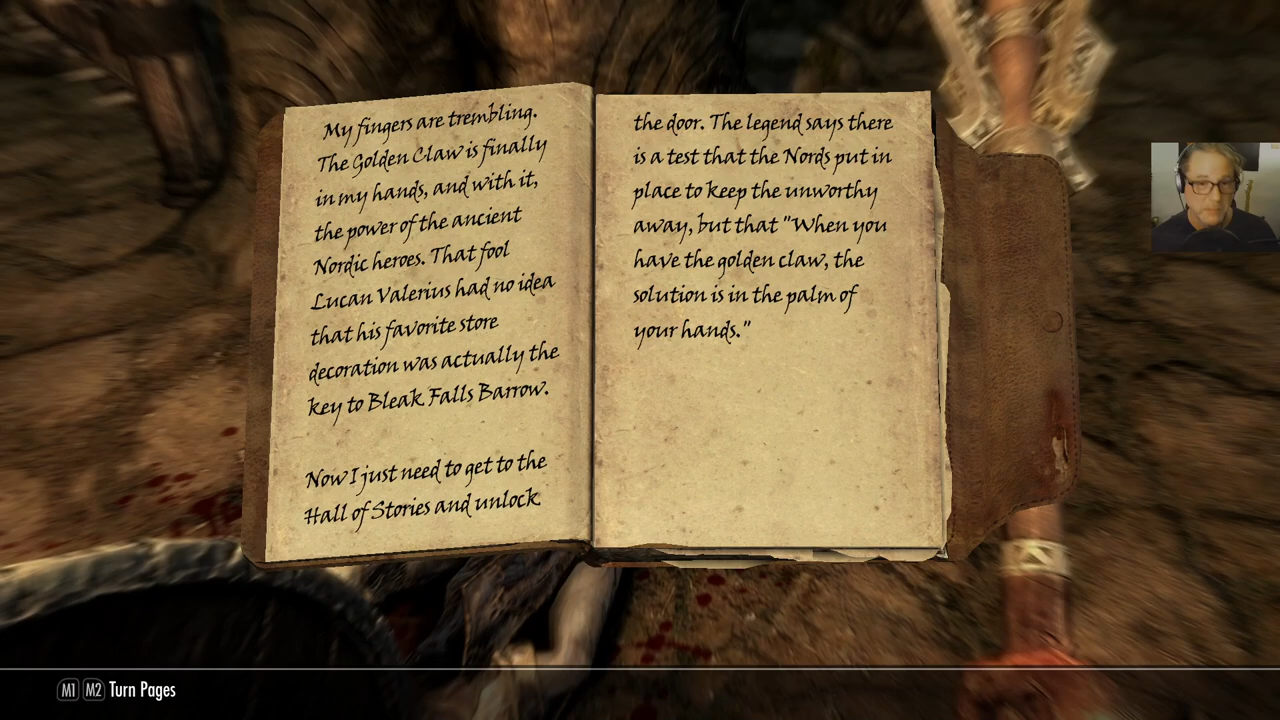 My fingers are trembling.
The Golden Claw is finally
in my hands, and with it,
the power of the ancient
Nordic heroes. That fool
Lucan Valerius had no idea
that his favorite store
decoration was actually the
key to Bleak Falls Barrow.
Now I just need to get to the
Hall of Stories and unlock
the door. The legend says there
is a test that the Nords put in
place to keep the unworthy
away, but that "When you
have the golden claw, the
solution is in the palm of
your hands."
M1 M2 Turn Pages